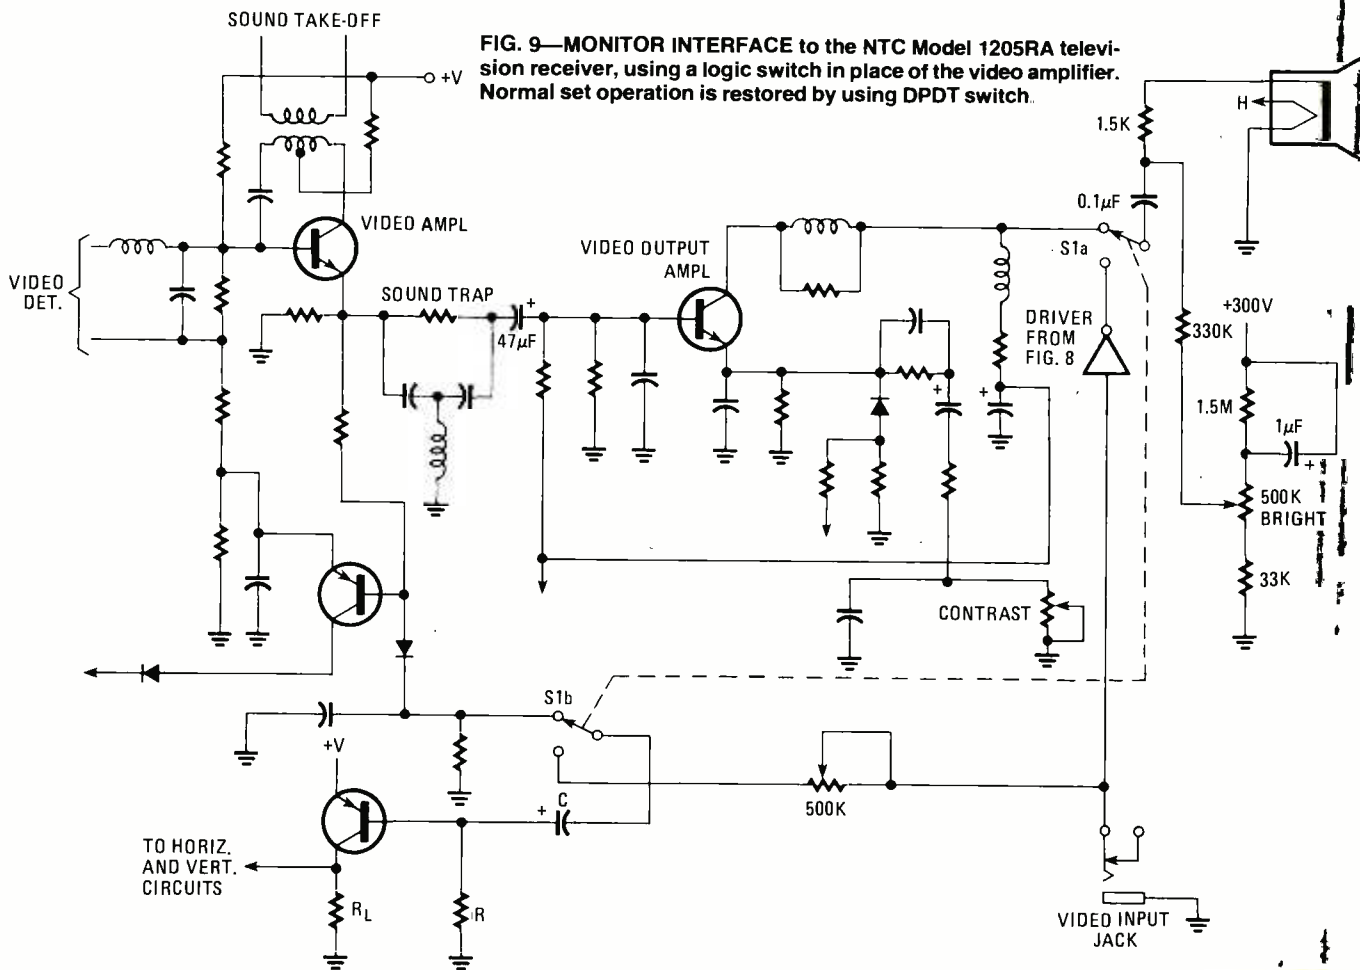 SOUND TAKE-OFF
FIG. 9—MONITOR INTERFACE to the NTC Model 1205RA televi-
sion receiver, using a logic switch in place of the video amplifier.
Normal set operation is restored by using DPDT switch.
+V
H
1.5K
0.1µF
VIDEO AMPL
VIDEO OUTPUT
AMPL
S1a
VIDEO
DET.
SOUND TRAP
+
47µF
DRIVER
FROM
FIG. 8
330K
+300V
1.5M
1µF
+
+
+
500K
BRIGHT
33K
CONTRAST
S1b
+V
500K
+ C
TO HORIZ.
AND VERT.
CIRCUITS
RL
R
VIDEO INPUT
JACK